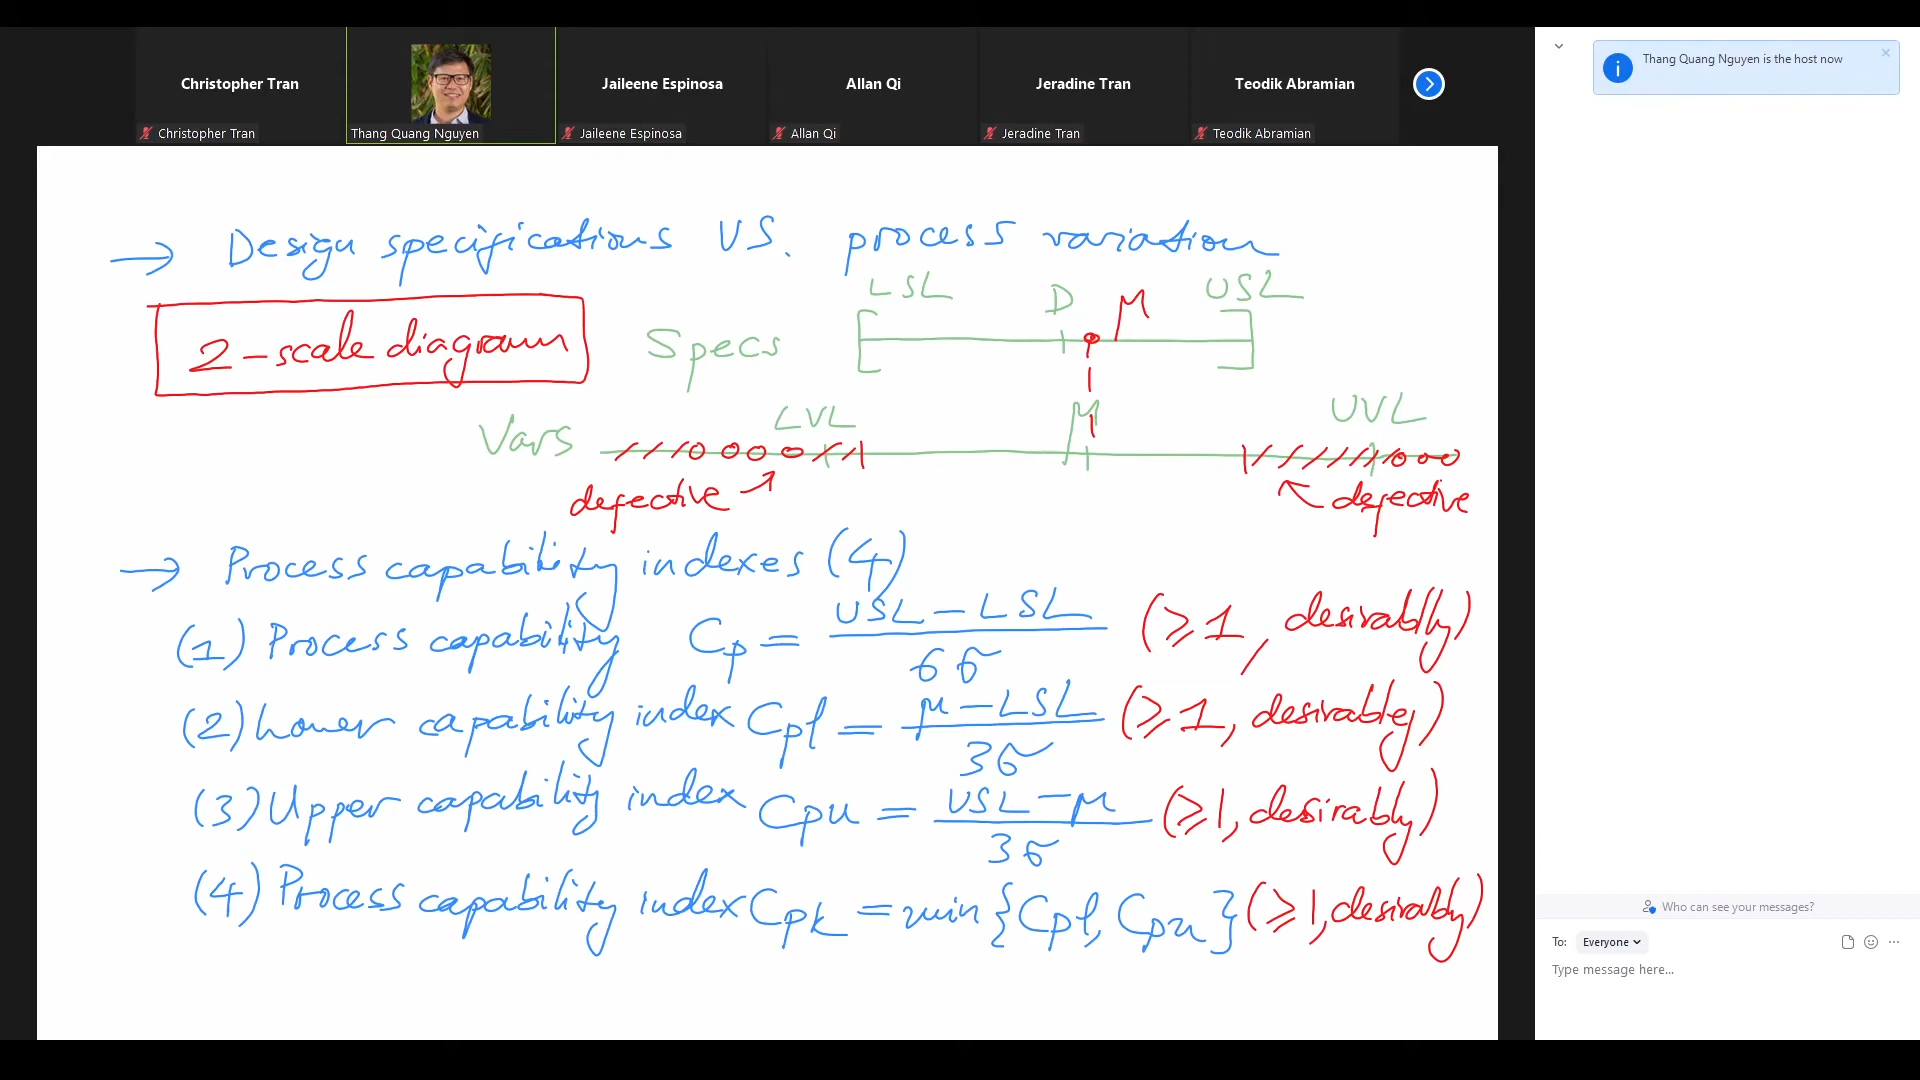 Christopher Tran
Jaileene Espinosa
Allan Qi
Jeradine Tran
Teodik Abramian
Christopher Tran
Thang Quang Nguyen
Jaileene Espinosa
Allan Qi
Jeradine Tran
Teodik Abramian
Thang Quang Nguyen is the host now
→ Design specifications VS. process variation
2-scale diagram
LSL D M USL
Specs
LVL M UVL
Vars
defective
defective
→ Process capability indexes (4)
(1) Process capability Cp = USL - LSL / 6σ (≥ 1, desirably)
(2) Lower capability index Cpl = μ - LSL / 3σ (≥ 1, desirably)
(3) Upper capability index Cpu = USL - μ / 3σ (≥ 1, desirably)
(4) Process capability index Cpk = min {Cpl, Cpu} (≥ 1, desirably)
Who can see your messages?
To: Everyone
Type message here...